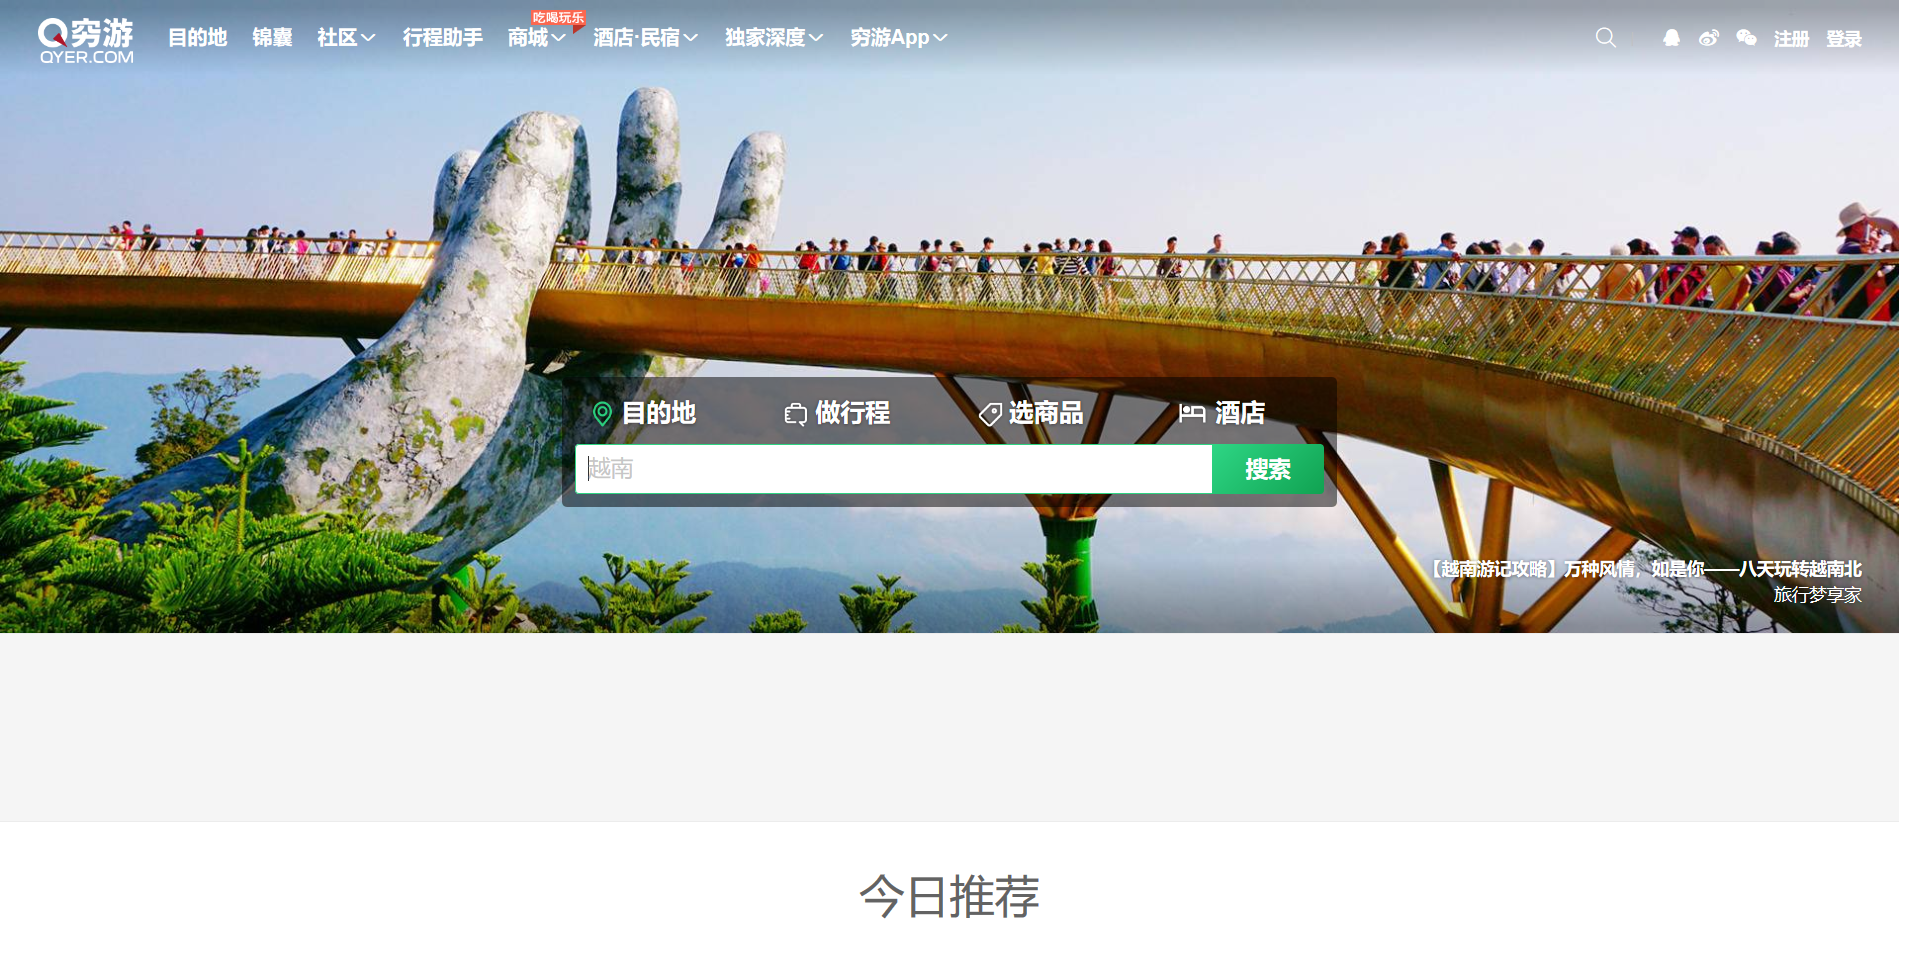 穷游
QYER.COM
目的地 锦囊 社区 行程助手 商城 吃喝玩乐 酒店·民宿 独家深度 穷游App 注册 登录
目的地 做行程 选商品 酒店
越南 搜索
【越南游记攻略】万种风情，如是你——八天玩转越南北
旅行梦享家
今日推荐